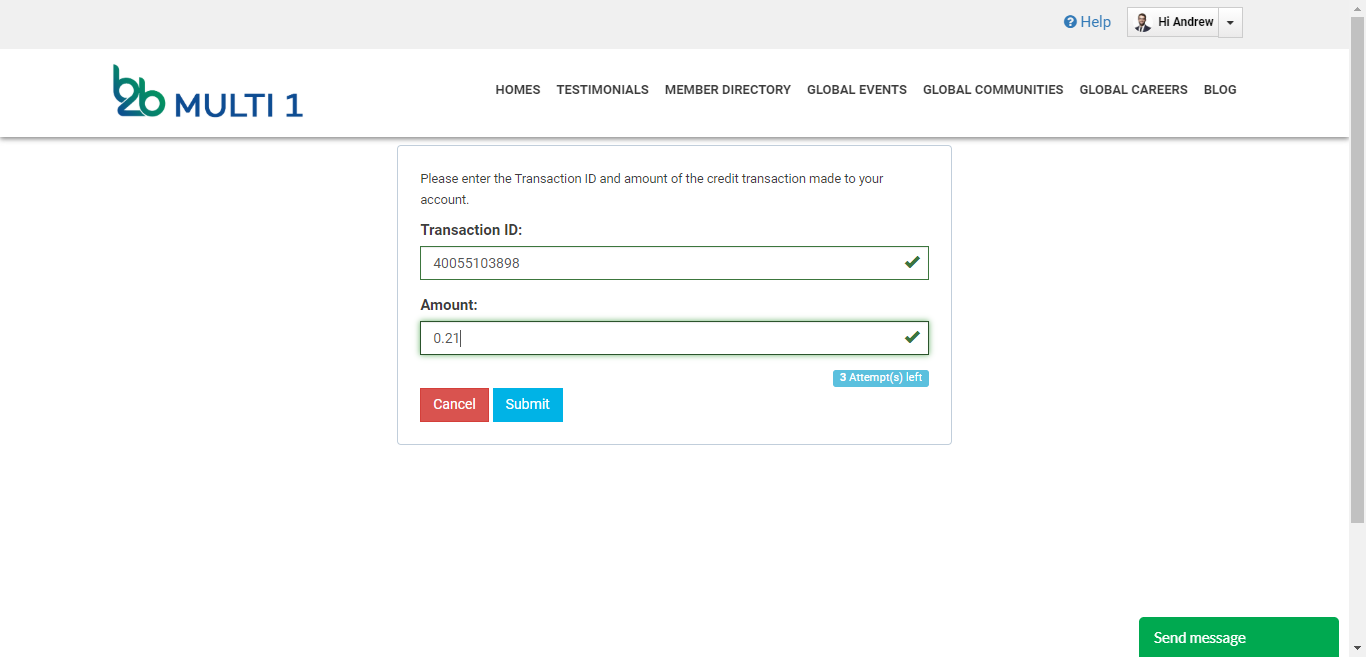 Help
Hi Andrew
b2b MULTI 1
HOMES TESTIMONIALS MEMBER DIRECTORY GLOBAL EVENTS GLOBAL COMMUNITIES GLOBAL CAREERS BLOG
Please enter the Transaction ID and amount of the credit transaction made to your
account.
Transaction ID:
40055103898
Amount:
0.21
3 Attempt(s) left
Cancel Submit
Send message